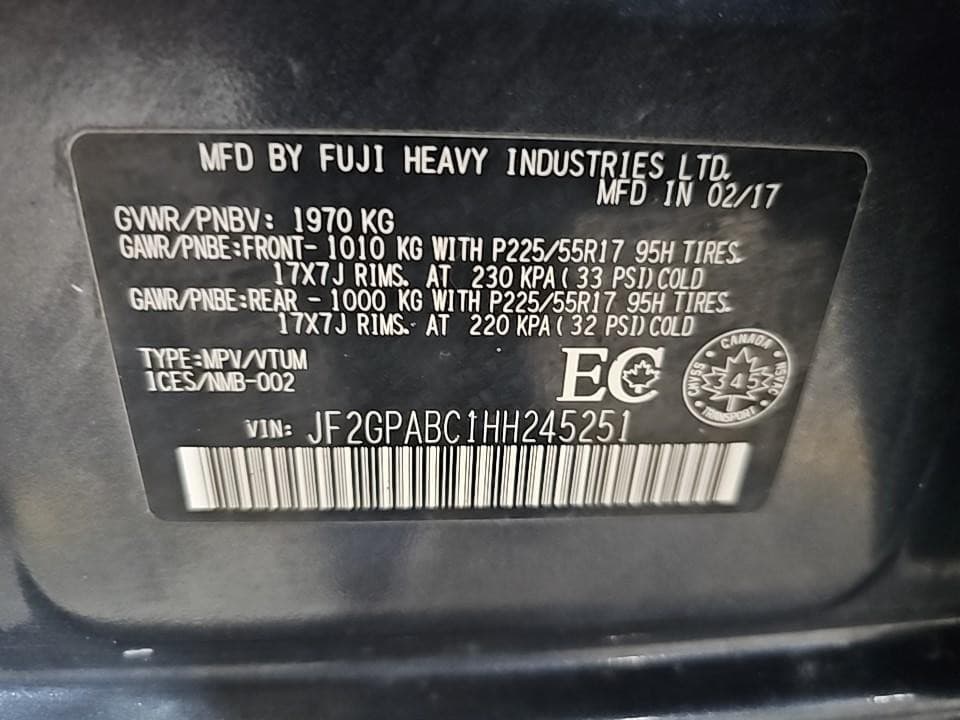 MFD BY FUJI HEAVY INDUSTRIES LTD.
MFD IN 02/17
GVWR/PNBV: 1970 KG
GAWR/PNBE:FRONT- 1010 KG WITH P225/55R17 95H TIRES.
17X7J RIMS. AT 230 KPA(33 PSI)COLD
GAWR/PNBE:REAR - 1000 KG WITH P225/55R17 95H TIRES.
17X7J RIMS. AT 220 KPA(32 PSI)COLD
TYPE:MPV/VTUM
ICES/NMB-002
EC
CANADA
CMVSS 345 NSVAC
TRANSPORT
VIN: JF2GPABC1HH245251